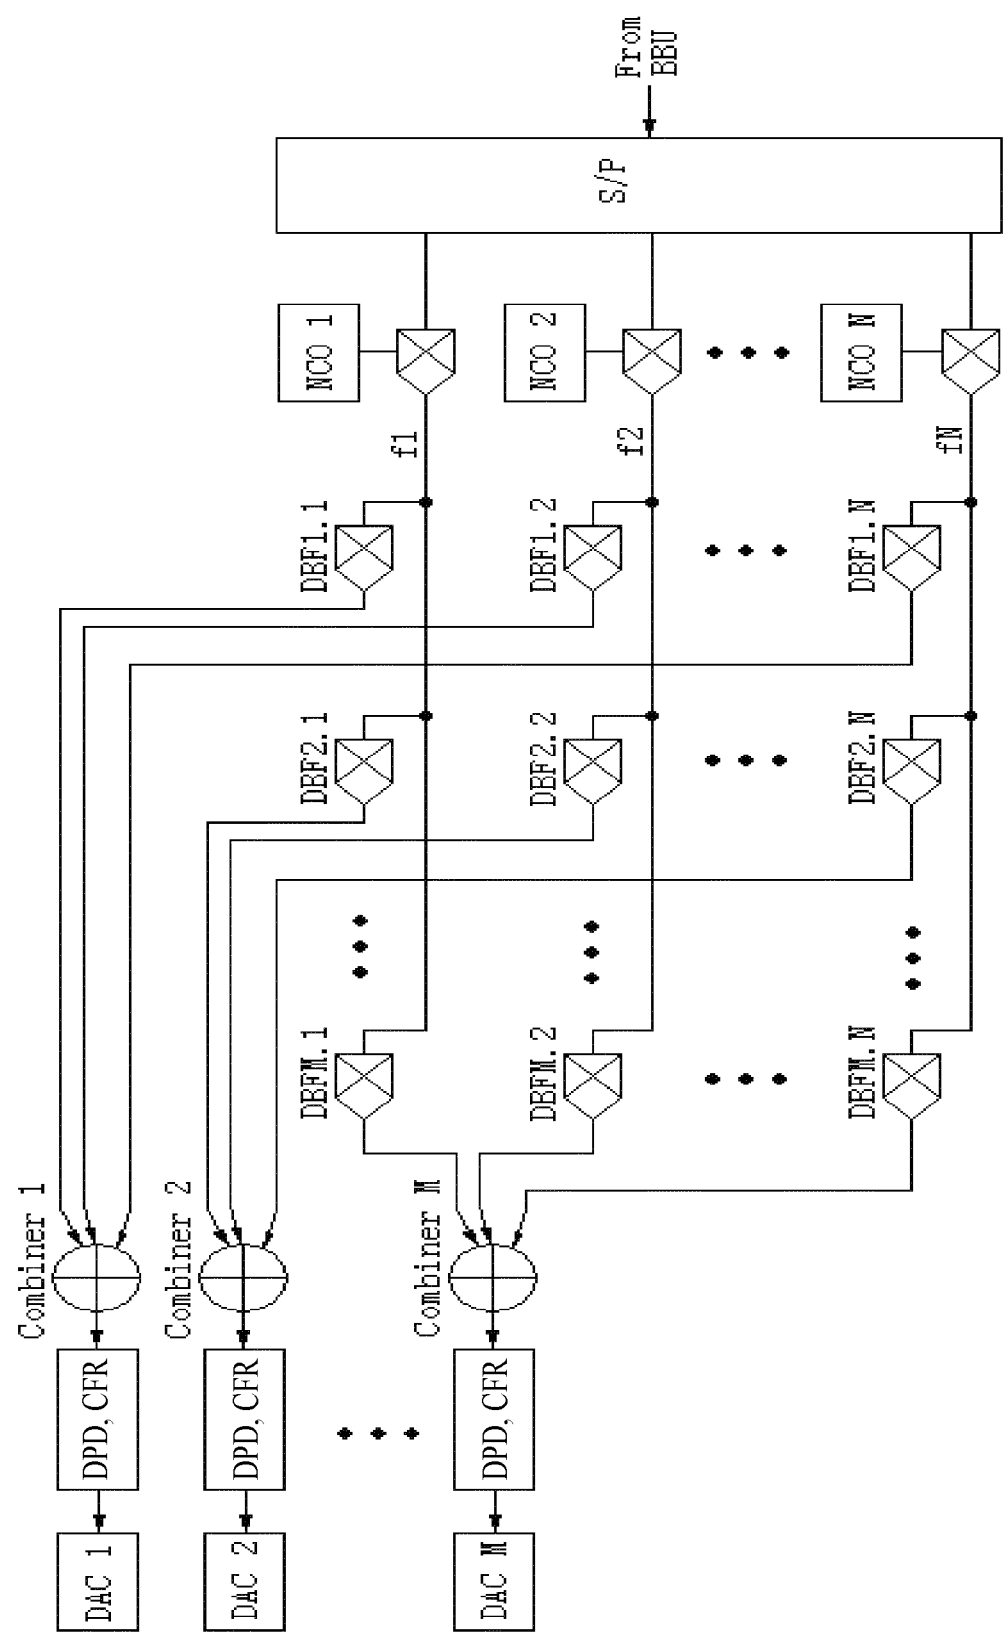 From
BBU
S/P
NCO 1
NCO 2
NCO N
f1
f2
fN
DBF1.1
DBF1.2
DBF1.N
DBF2.1
DBF2.2
DBF2.N
DBFM.1
DBFM.2
DBFM.N
Combiner 1
Combiner 2
Combiner M
DPD, CFR
DPD, CFR
DPD, CFR
DAC 1
DAC 2
DAC M